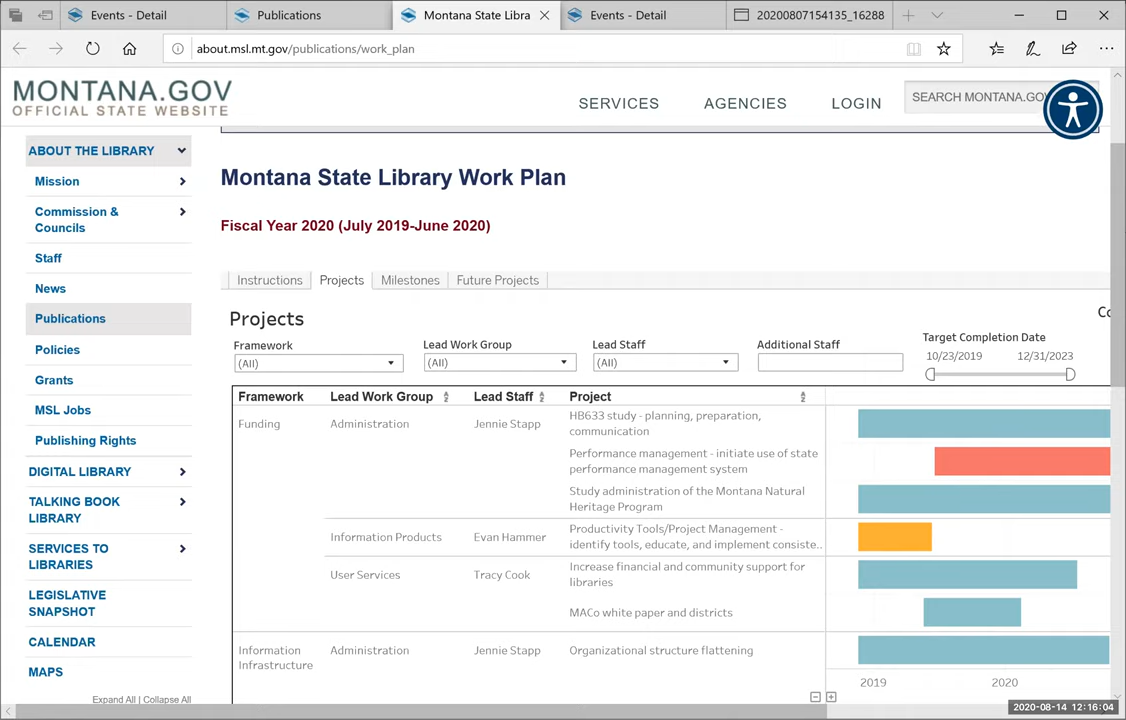 Events - Detail
Publications
Montana State Libra
Events - Detail
20200807154135_16288
about.msl.mt.gov/publications/work_plan
MONTANA.GOV
OFFICIAL STATE WEBSITE
SERVICES
AGENCIES
LOGIN
SEARCH MONTANA.GOV
ABOUT THE LIBRARY
Mission
Commission &
Councils
Staff
News
Publications
Policies
Grants
MSL Jobs
Publishing Rights
DIGITAL LIBRARY
TALKING BOOK
LIBRARY
SERVICES TO
LIBRARIES
LEGISLATIVE
SNAPSHOT
CALENDAR
MAPS
Expand All | Collapse All
Montana State Library Work Plan
Fiscal Year 2020 (July 2019-June 2020)
Instructions
Projects
Milestones
Future Projects
Projects
Co
Framework
(All)
Lead Work Group
(All)
Lead Staff
(All)
Additional Staff
Target Completion Date
10/23/2019 12/31/2023
Framework Lead Work Group Lead Staff Project
Funding Administration Jennie Stapp HB633 study - planning, preparation,
communication
Performance management - initiate use of state
performance management system
Study administration of the Montana Natural
Heritage Program
Information Products Evan Hammer Productivity Tools/Project Management -
identify tools, educate, and implement consiste..
User Services Tracy Cook Increase financial and community support for
libraries
MACo white paper and districts
Information
Infrastructure
Administration Jennie Stapp Organizational structure flattening
2019 2020
2020-08-14 12:16:04